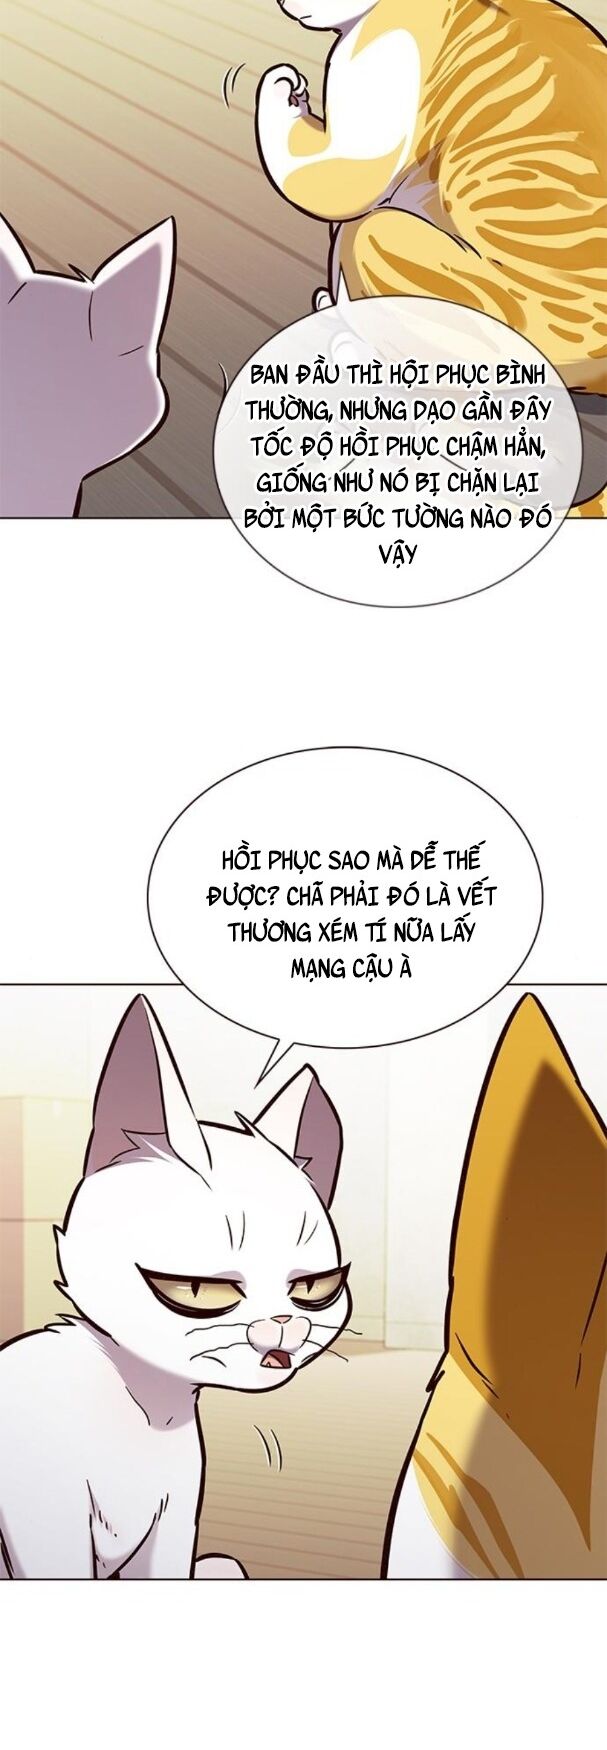 BAN ĐẦU THÌ HỘI PHỤC BÌNH
THƯỜNG, NHƯNG DẠO GẦN ĐÂY
TỐC ĐỘ HỒI PHỤC CHẬM HẲN,
GIỐNG NHƯ NÓ BỊ CHẶN LẠI
BỞI MỘT BỨC TƯỜNG NÀO ĐÓ
VẬY
HỒI PHỤC SAO MÀ DỄ THẾ
ĐƯỢC? CHÃ PHẢI ĐÓ LÀ VẾT
THƯƠNG XÉM TÍ NỮA LẤY
MẠNG CẬU À